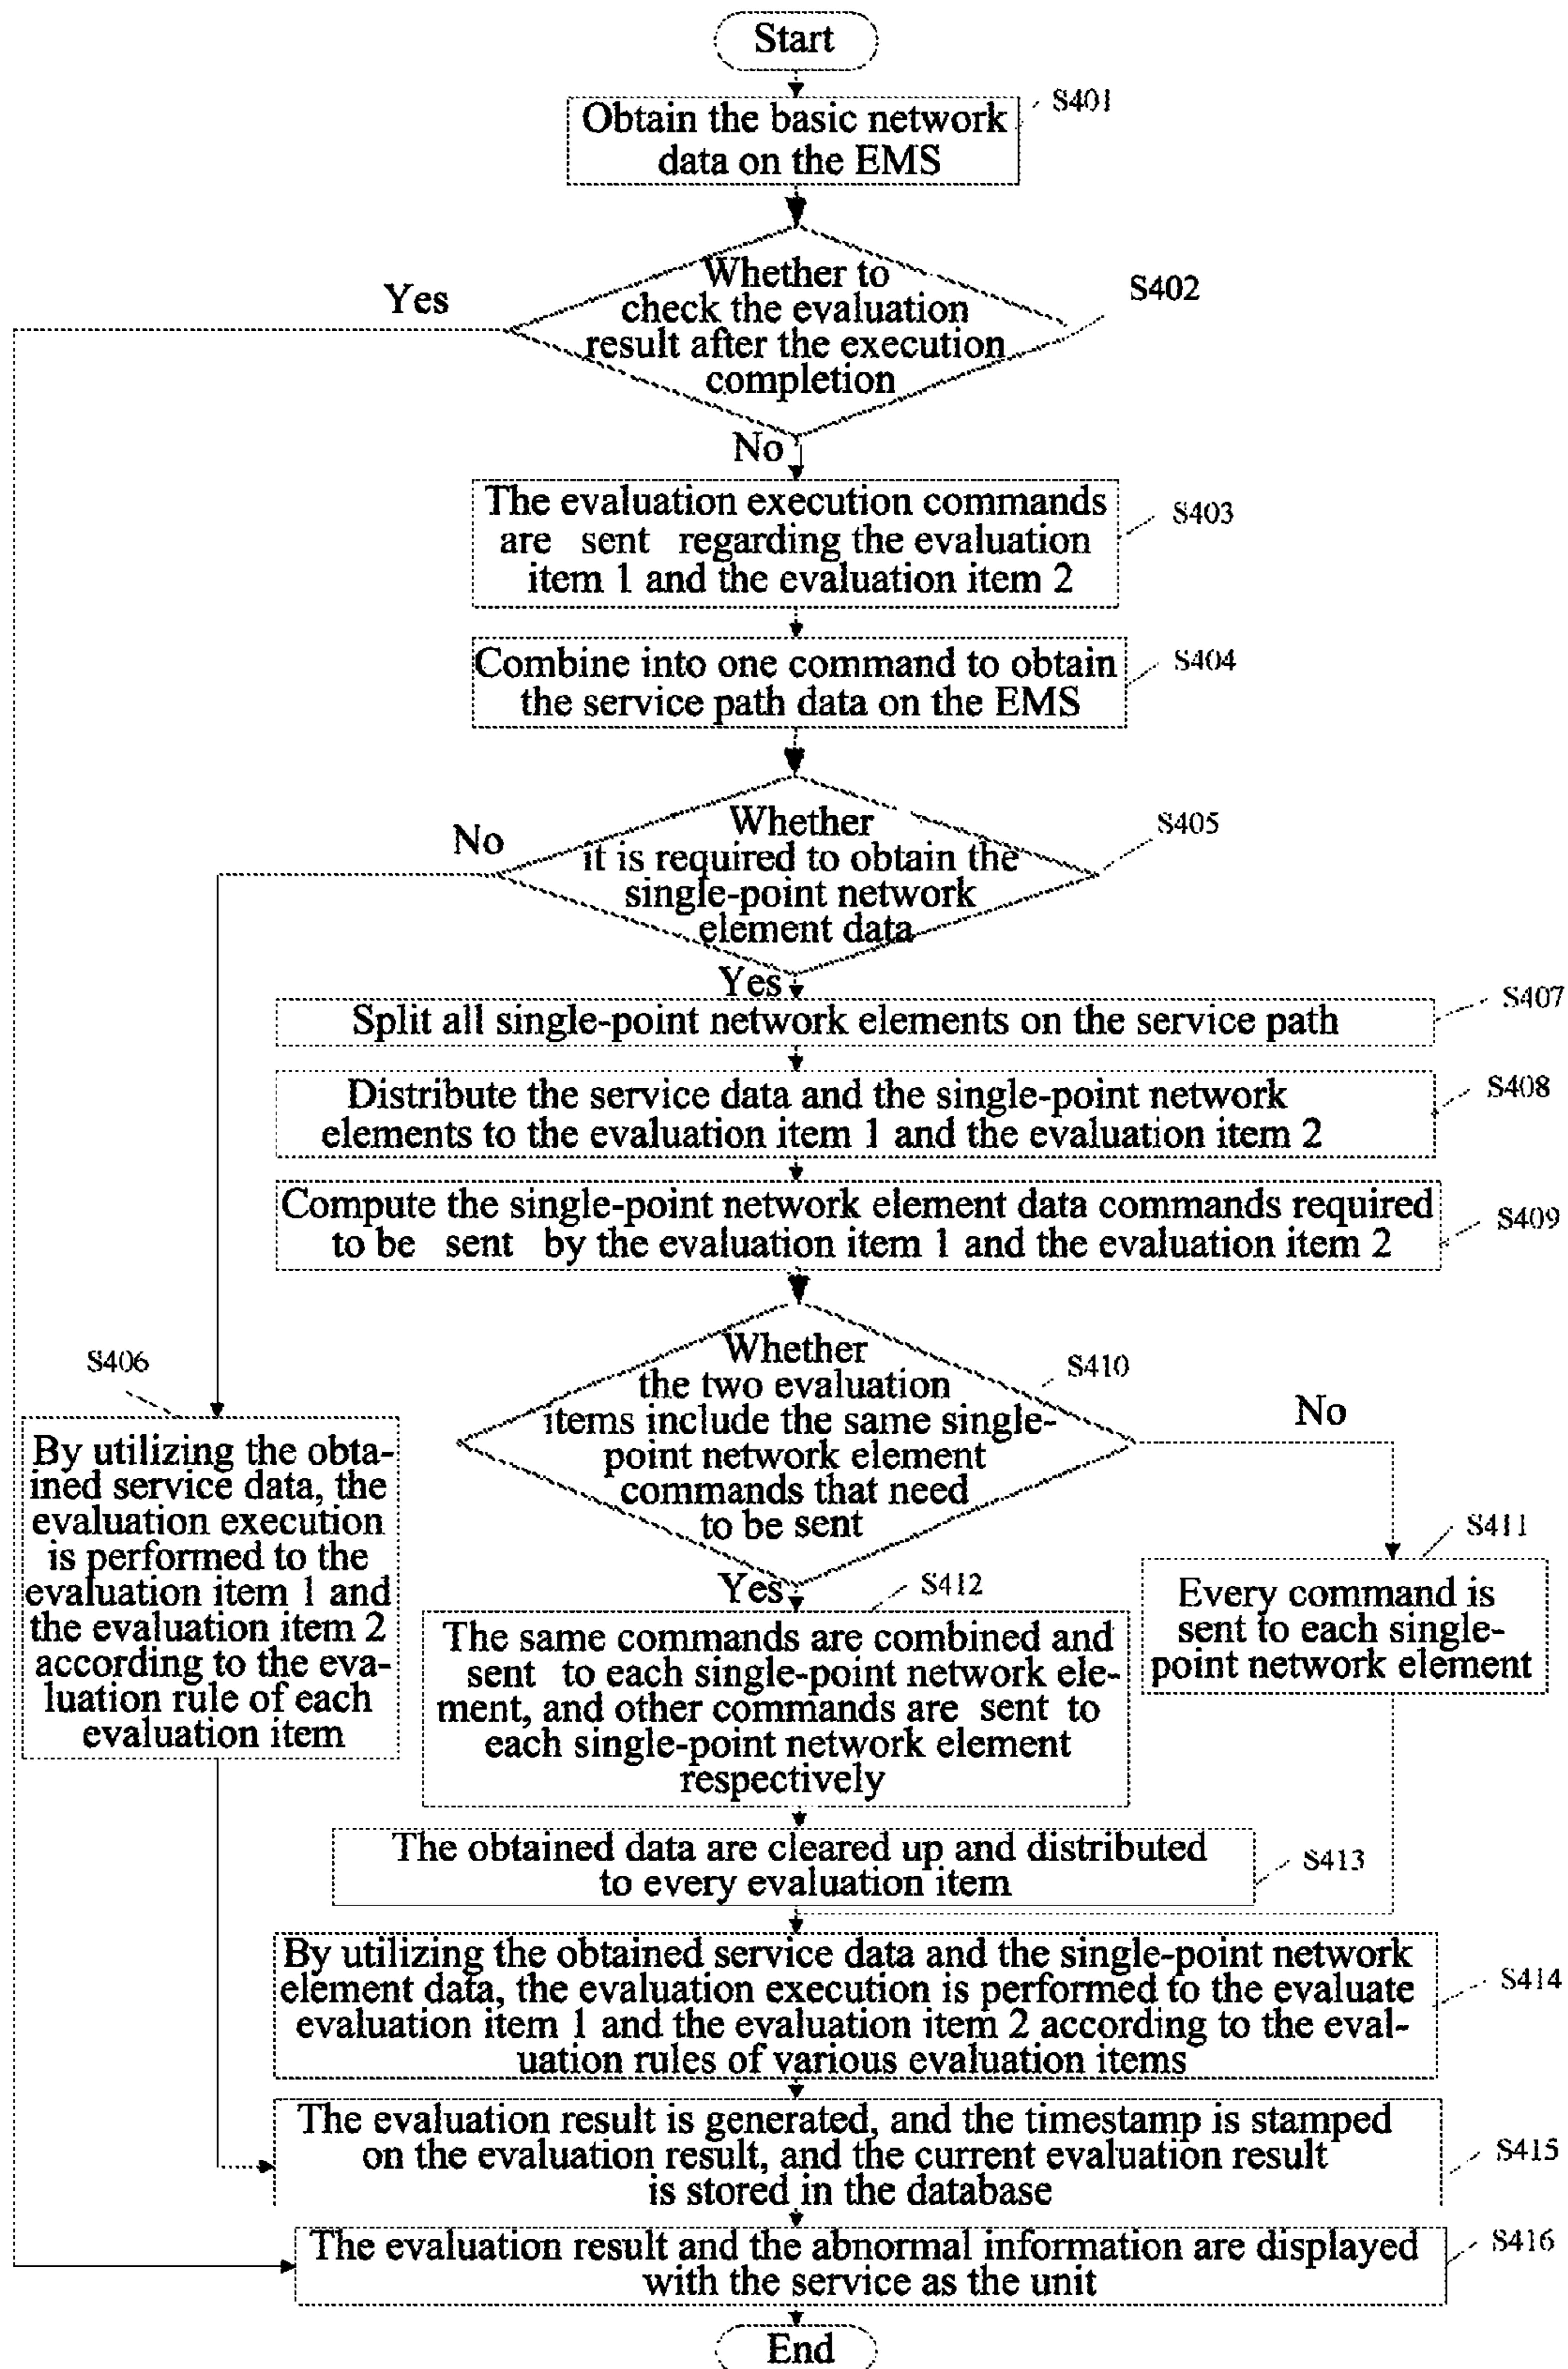 Start
S401
Obtain the basic network
data on the EMS
Whether to
check the evaluation
result after the execution
completion
S402
Yes
No
The evaluation execution commands
are sent regarding the evaluation
item 1 and the evaluation item 2
S403
Combine into one command to obtain
the service path data on the EMS
S404
Whether
it is required to obtain the
single-point network
element data
S405
No
Yes
Split all single-point network elements on the service path
S407
Distribute the service data and the single-point network
elements to the evaluation item 1 and the evaluation item 2
S408
Compute the single-point network element data commands required
to be sent by the evaluation item 1 and the evaluation item 2
S409
Whether
the two evaluation
items include the same single-
point network element
commands that need
to be sent
S410
No
Yes
S406
By utilizing the obta-
ined service data, the
evaluation execution
is performed to the
evaluation item 1 and
the evaluation item 2
according to the eva-
luation rule of each
evaluation item
S411
Every command is
sent to each single-
point network element
S412
The same commands are combined and
sent to each single-point network ele-
ment, and other commands are sent to
each single-point network element
respectively
The obtained data are cleared up and distributed
to every evaluation item
S413
By utilizing the obtained service data and the single-point network
element data, the evaluation execution is performed to the evaluate
evaluation item 1 and the evaluation item 2 according to the eval-
uation rules of various evaluation items
S414
The evaluation result is generated, and the timestamp is stamped
on the evaluation result, and the current evaluation result
is stored in the database
S415
The evaluation result and the abnormal information are displayed
with the service as the unit
S416
End